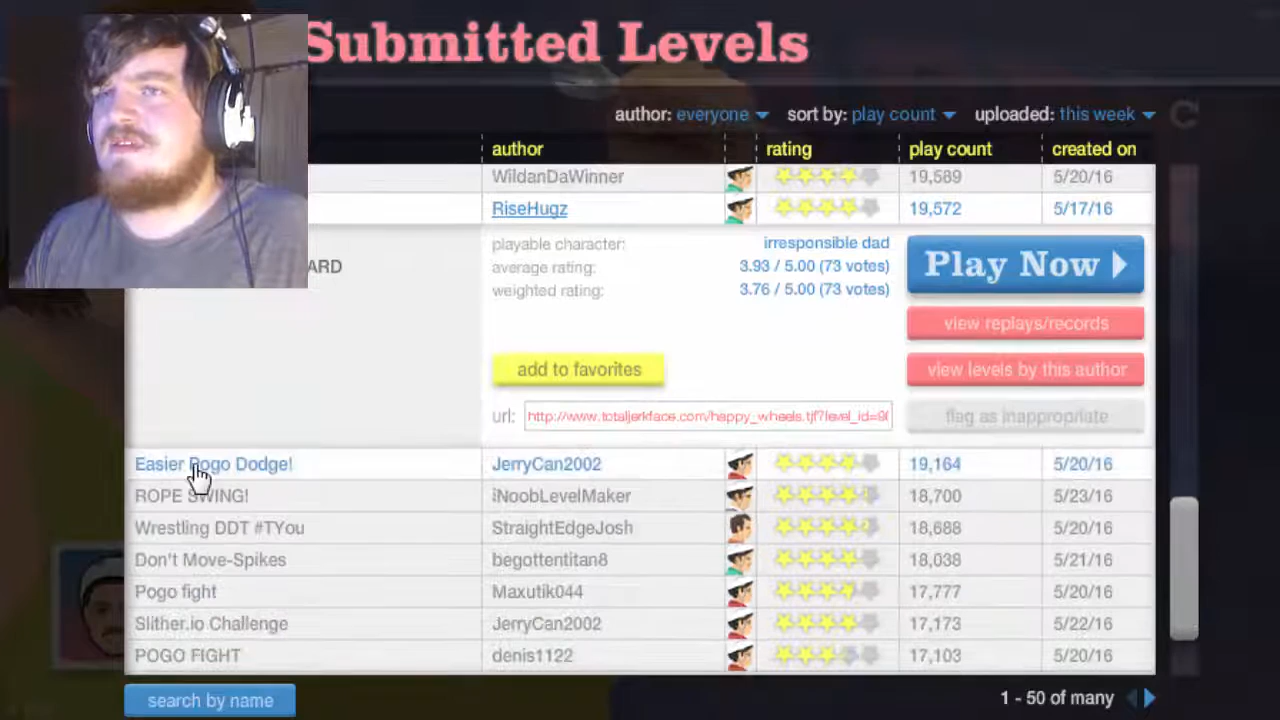 Submitted Levels
author: everyone sort by: play count uploaded: this week
author rating play count created on
WildanDaWinner 19,589 5/20/16
RiseHugz 19,572 5/17/16
playable character: irresponsible dad
ARD average rating: 3.93 / 5.00 (73 votes) Play Now
weighted rating: 3.76 / 5.00 (73 votes)
view replays/records
add to favorites view levels by this author
url: http://www.totaljerkface.com/happy_wheels.tjf?level_id=9( flag as inappropriate
Easier Pogo Dodge! JerryCan2002 19,164 5/20/16
ROPE SWING! iNoobLevelMaker 18,700 5/23/16
Wrestling DDT #TYou StraightEdgeJosh 18,688 5/20/16
Don't Move-Spikes begottentitan8 18,038 5/21/16
Pogo fight Maxutik044 17,777 5/20/16
Slither.io Challenge JerryCan2002 17,173 5/22/16
POGO FIGHT denis1122 17,103 5/20/16
search by name 1 - 50 of many